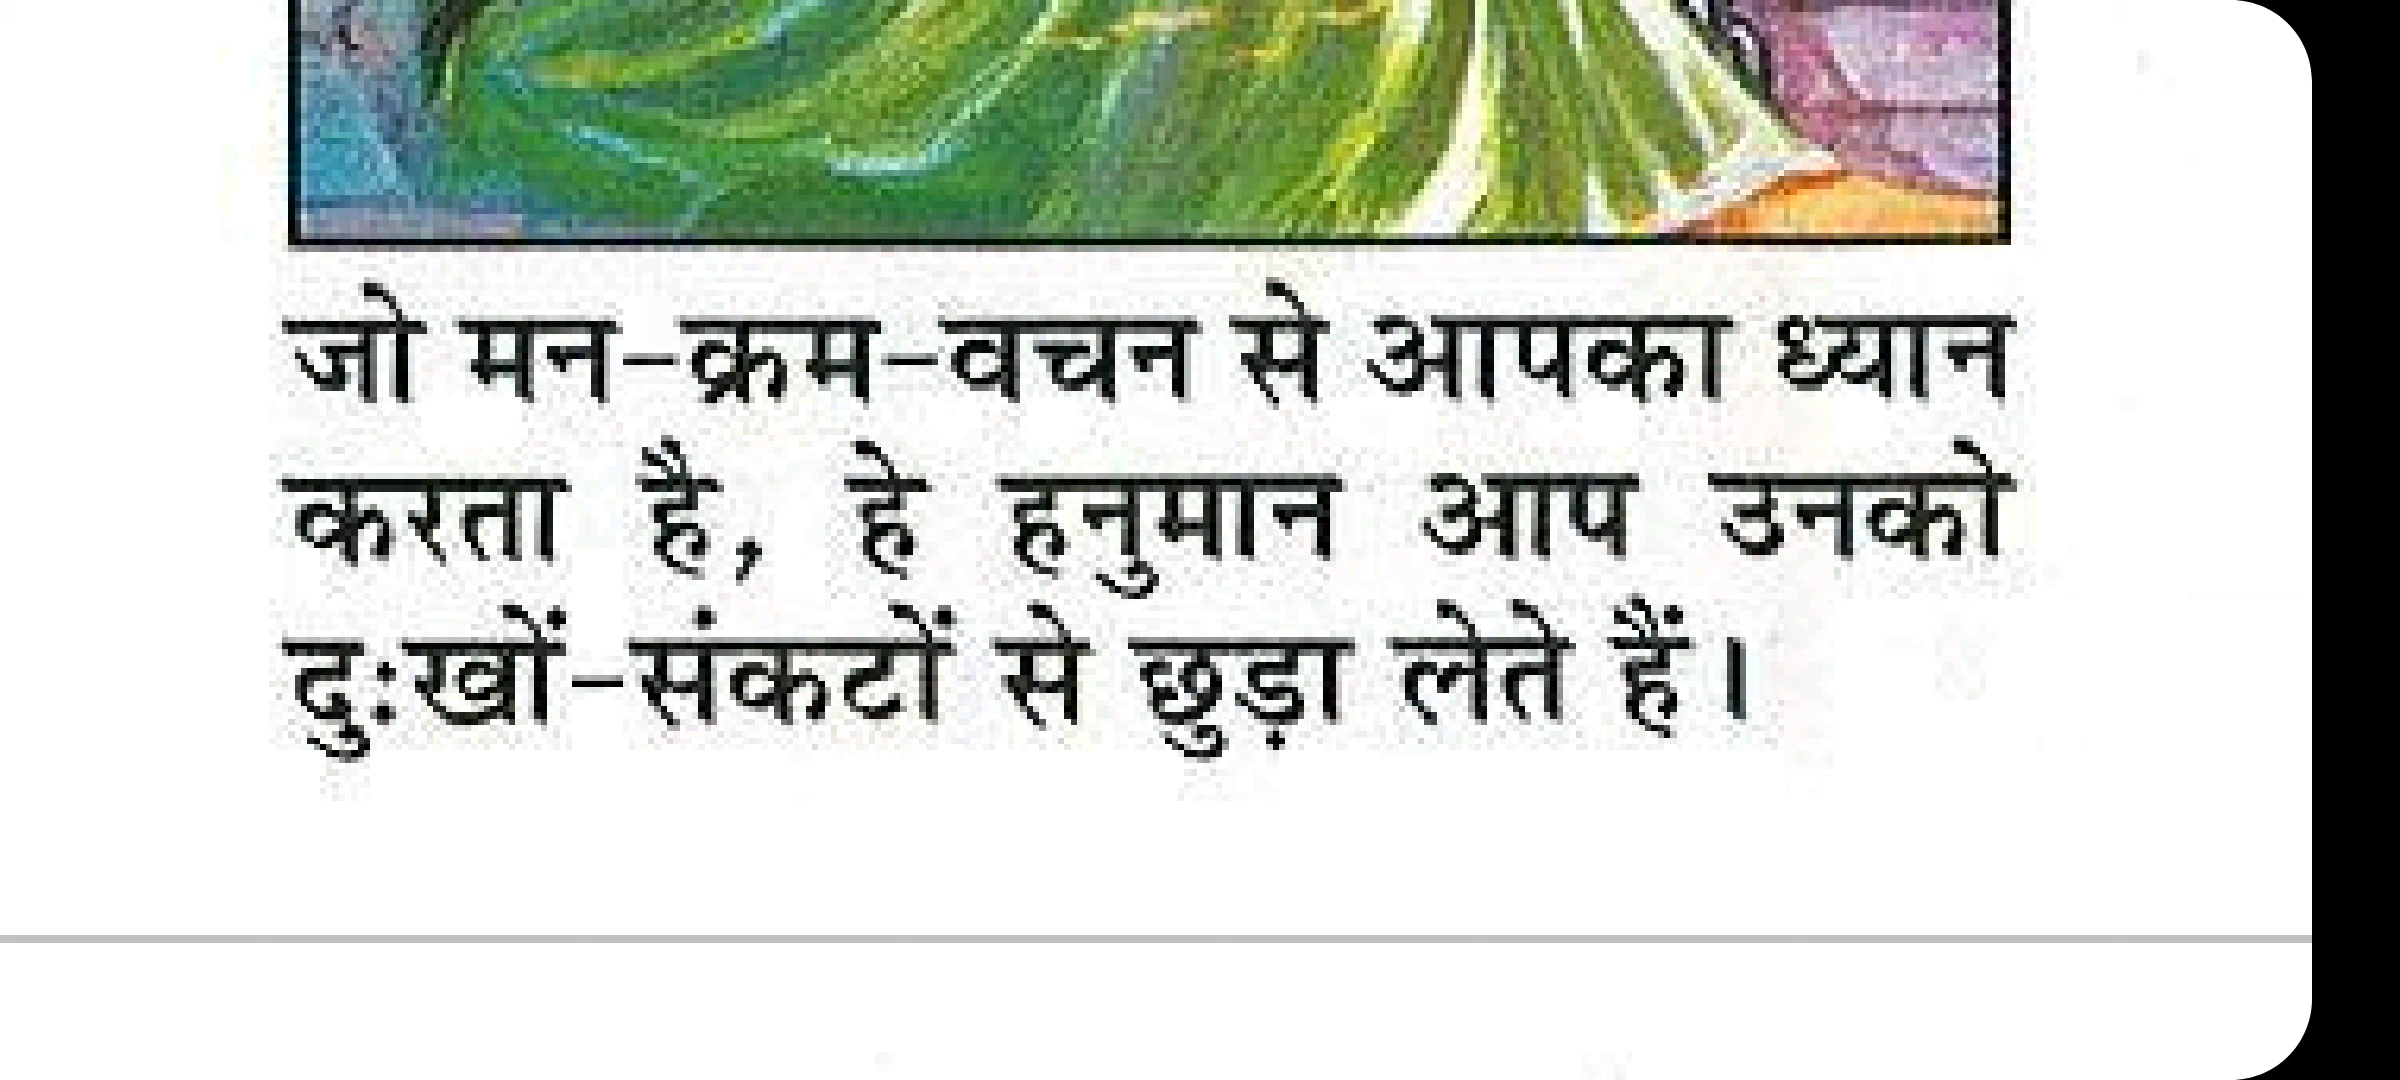 जो मन-क्रम-वचन से आपका ध्यान
करता है, हे हनुमान आप उनको
दुःखों-संकटों से छुड़ा लेते हैं।